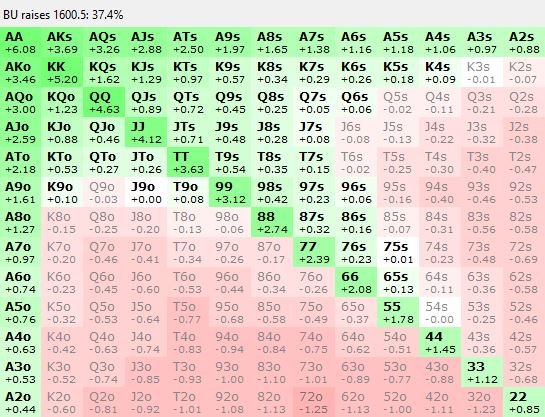 BU raises 1600.5: 37.4%
AA AKs AQs AJs ATs A9s A8s A7s A6s A5s A4s A3s A2s
+6.08 +3.69 +3.26 +2.88 +2.50 +1.97 +1.65 +1.38 +1.16 +1.18 +1.06 +0.97 +0.88
AKo KK KQs KJs KTs K9s K8s K7s K6s K5s K4s K3s K2s
+3.46 +5.20 +1.62 +1.29 +0.97 +0.57 +0.34 +0.29 +0.26 +0.18 +0.09 -0.01 -0.07
AQo KQo QQ QJs QTs Q9s Q8s Q7s Q6s Q5s Q4s Q3s Q2s
+3.00 +1.23 +4.63 +0.89 +0.72 +0.45 +0.25 +0.05 +0.06 -0.02 -0.11 -0.21 -0.28
AJo KJo QJo JJ JTs J9s J8s J7s J6s J5s J4s J3s J2s
+2.59 +0.88 +0.46 +4.12 +0.71 +0.48 +0.28 +0.08 -0.08 -0.13 -0.22 -0.32 -0.38
ATo KTo QTo JTo TT T9s T8s T7s T6s T5s T4s T3s T2s
+2.18 +0.53 +0.27 +0.26 +3.63 +0.54 +0.35 +0.15 -0.02 -0.25 -0.30 -0.40 -0.47
A9o K9o Q9o J9o T9o 99 98s 97s 96s 95s 94s 93s 92s
+1.61 +0.10 -0.03 +0.00 +0.08 +3.12 +0.42 +0.23 +0.06 -0.16 -0.40 -0.46 -0.53
A8o K8o Q8o J8o T8o 98o 88 87s 86s 85s 84s 83s 82s
+1.27 -0.15 -0.25 -0.20 -0.13 -0.06 +2.74 +0.32 +0.16 -0.07 -0.31 -0.56 -0.58
A7o K7o Q7o J7o T7o 97o 87o 77 76s 75s 74s 73s 72s
+0.97 -0.20 -0.46 -0.41 -0.34 -0.26 -0.17 +2.39 +0.23 +0.01 -0.23 -0.48 -0.69
A6o K6o Q6o J6o T6o 96o 86o 76o 66 65s 64s 63s 62s
+0.74 -0.23 -0.45 -0.60 -0.53 -0.44 -0.34 -0.26 +2.08 +0.13 -0.11 -0.36 -0.58
A5o K5o Q5o J5o T5o 95o 85o 75o 65o 55 54s 53s 52s
+0.76 -0.32 -0.53 -0.64 -0.77 -0.68 -0.58 -0.49 -0.37 +1.78 -0.00 -0.25 -0.46
A4o K4o Q4o J4o T4o 94o 84o 74o 64o 54o 44 43s 42s
+0.63 -0.42 -0.63 -0.74 -0.83 -0.94 -0.84 -0.75 -0.62 -0.51 +1.45 -0.36 -0.57
A3o K3o Q3o J3o T3o 93o 83o 73o 63o 53o 43o 33 32s
+0.53 -0.52 -0.74 -0.85 -0.93 -1.00 -1.10 -1.01 -0.89 -0.77 -0.88 +1.12 -0.68
A2o K2o Q2o J2o T2o 92o 82o 72o 62o 52o 42o 32o 22
+0.44 -0.60 -0.81 -0.92 -1.01 -1.08 -1.13 -1.25 -1.13 -1.00 -1.11 -1.23 +0.85